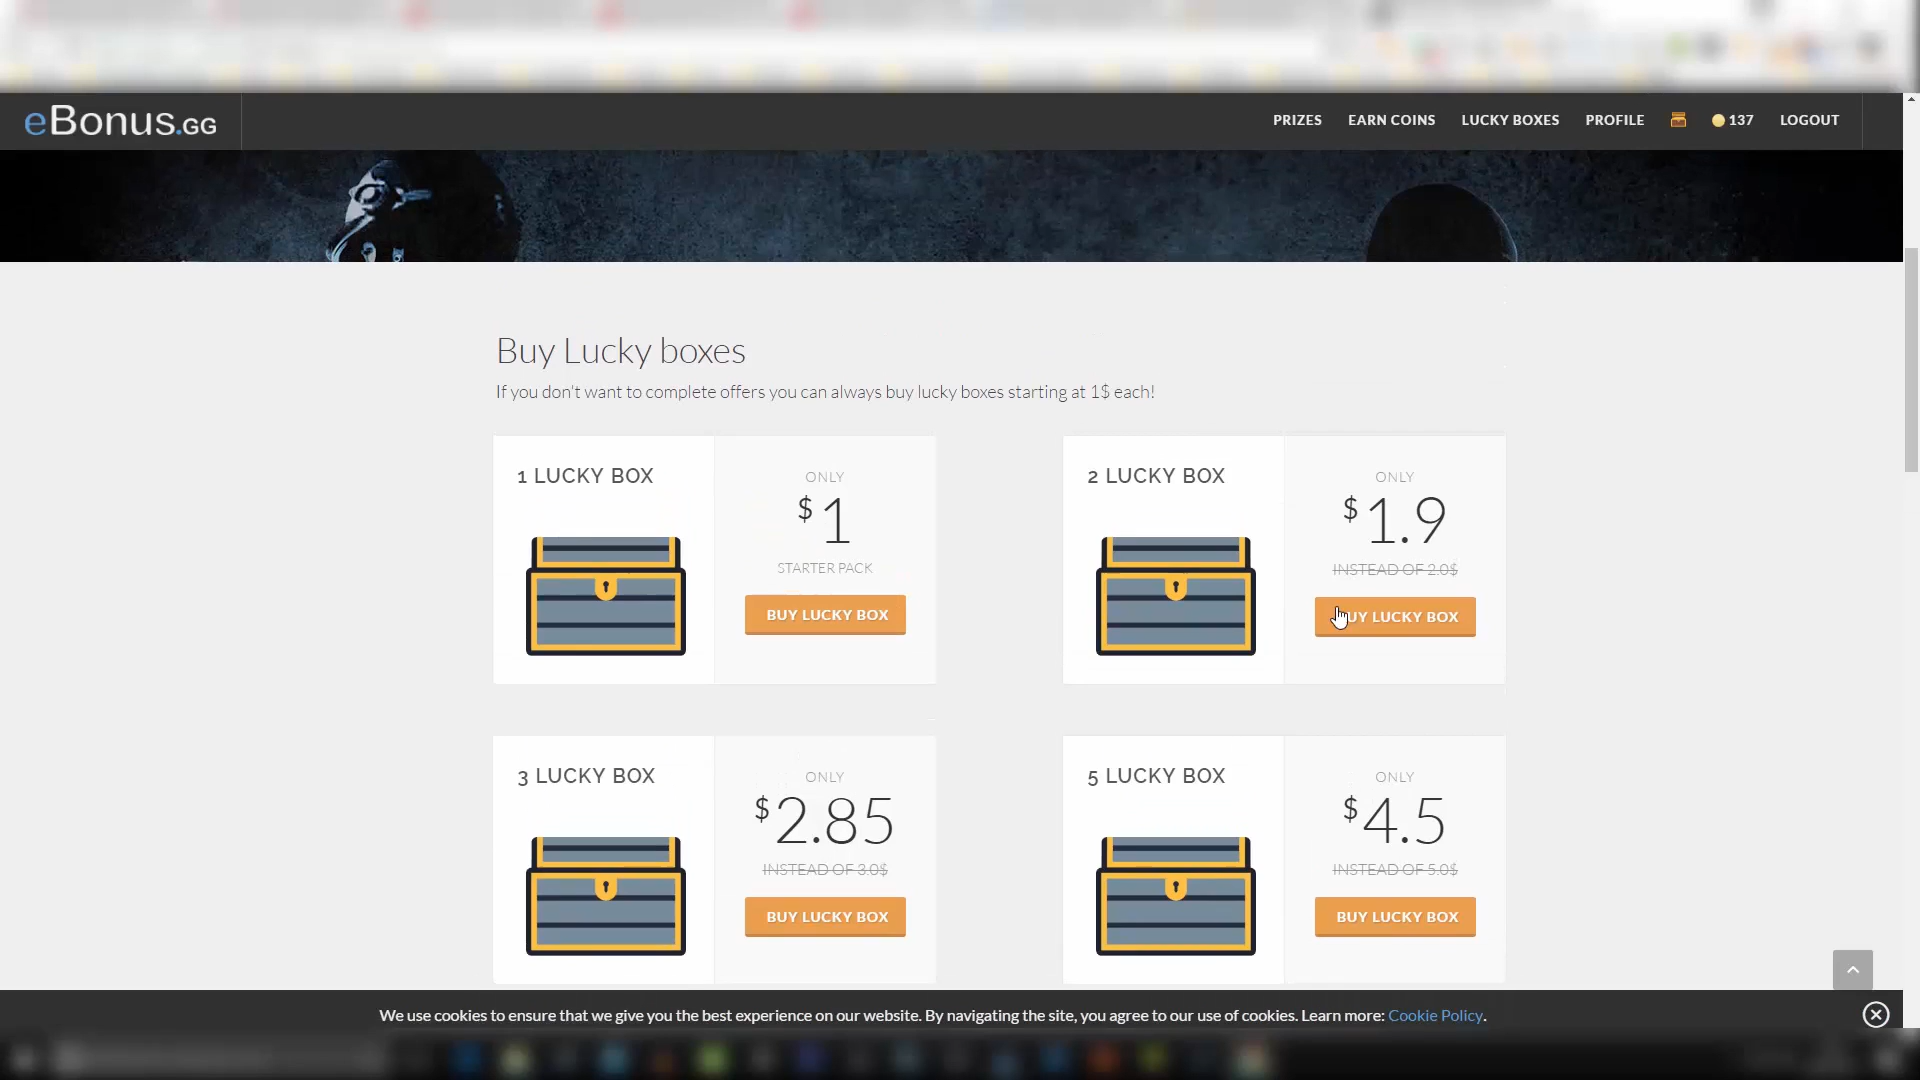 eBonus.GG
PRIZES EARN COINS LUCKY BOXES PROFILE 137 LOGOUT
Buy Lucky boxes
If you don't want to complete offers you can always buy lucky boxes starting at 1$ each!
1 LUCKY BOX
ONLY
$ 1
STARTER PACK
BUY LUCKY BOX
2 LUCKY BOX
ONLY
$ 1.9
INSTEAD OF 2.0$
BUY LUCKY BOX
3 LUCKY BOX
ONLY
$ 2.85
INSTEAD OF 3.0$
BUY LUCKY BOX
5 LUCKY BOX
ONLY
$ 4.5
INSTEAD OF 5.0$
BUY LUCKY BOX
We use cookies to ensure that we give you the best experience on our website. By navigating the site, you agree to our use of cookies. Learn more: Cookie Policy.